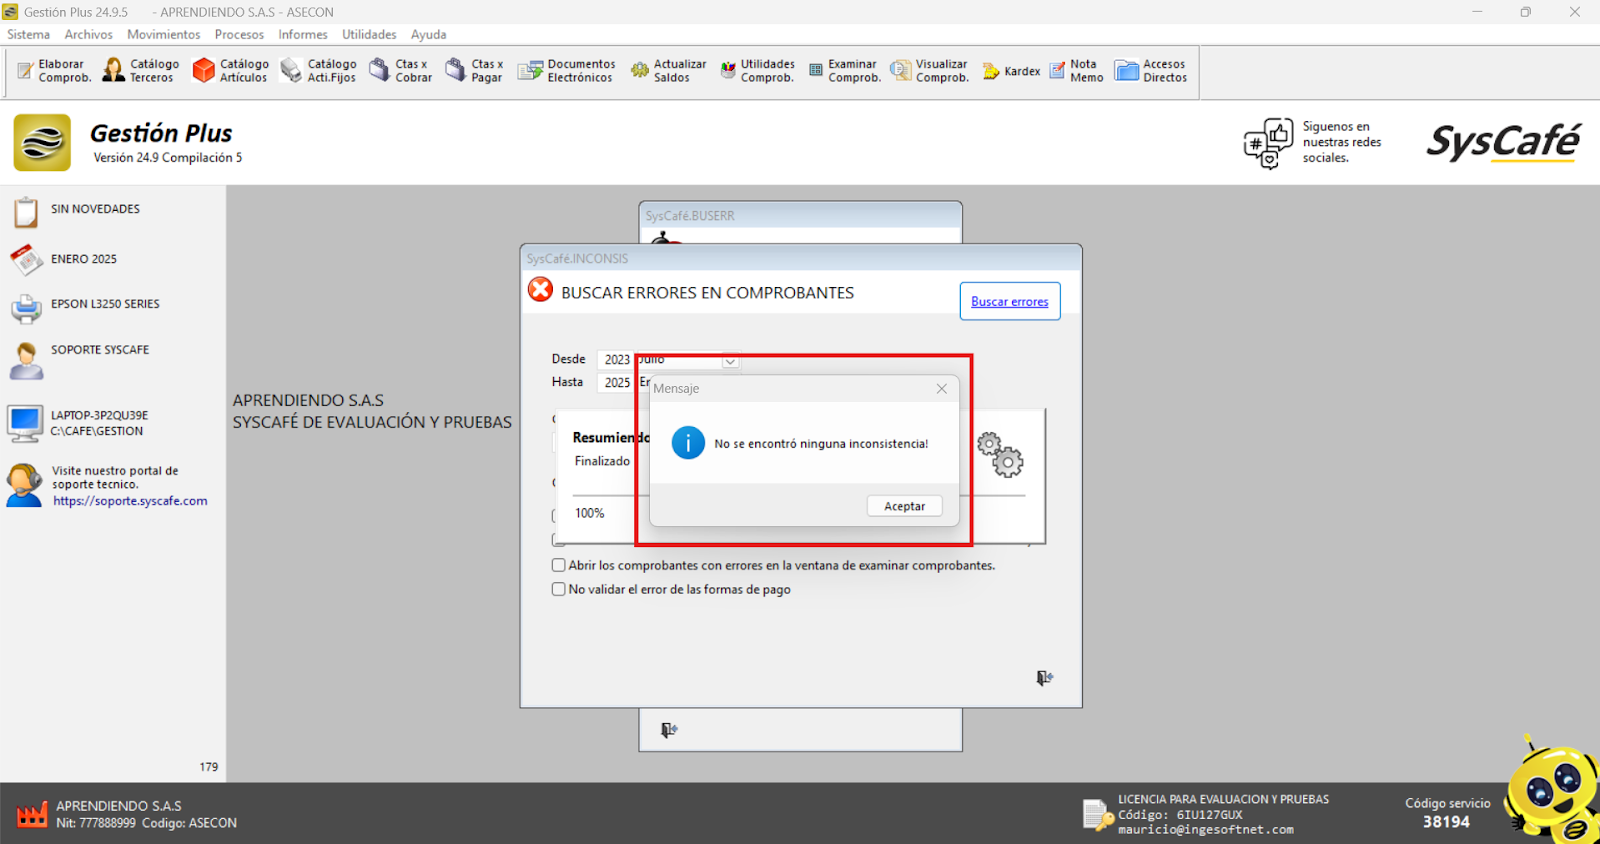 Gestión Plus 24.9.5 - APRENDIENDO S.A.S - ASECON
Sistema Archivos Movimientos Procesos Informes Utilidades Ayuda
Elaborar Comprob.
Catálogo Terceros
Catálogo Artículos
Catálogo Acti.Fijos
Ctas x Cobrar
Ctas x Pagar
Documentos Electrónicos
Actualizar Saldos
Utilidades Comprob.
Examinar Comprob.
Visualizar Comprob.
Kardex
Nota Memo
Accesos Directos
Gestión Plus
Versión 24.9 Compilación 5
#
Siguenos en
nuestras redes
sociales.
SysCafé
SIN NOVEDADES
ENERO 2025
EPSON L3250 SERIES
SOPORTE SYSCAFE
LAPTOP-3P2QU39E
C:\CAFE\GESTION
Visite nuestro portal de
soporte tecnico.
https://soporte.syscafe.com
179
APRENDIENDO S.A.S
SYSCAFÉ DE EVALUACIÓN Y PRUEBAS
SysCafé.BUSERR
SysCafé.INCONSIS
BUSCAR ERRORES EN COMPROBANTES
Buscar errores
Desde 2023 Julio
Hasta 2025
Resumiendo
Finalizado
100%
Mensaje
No se encontró ninguna inconsistencia!
Aceptar
Abrir los comprobantes con errores en la ventana de examinar comprobantes.
No validar el error de las formas de pago
APRENDIENDO S.A.S
Nit: 777888999 Codigo: ASECON
LICENCIA PARA EVALUACION Y PRUEBAS
Código: 6IU127GUX
mauricio@ingesoftnet.com
Código servicio
38194